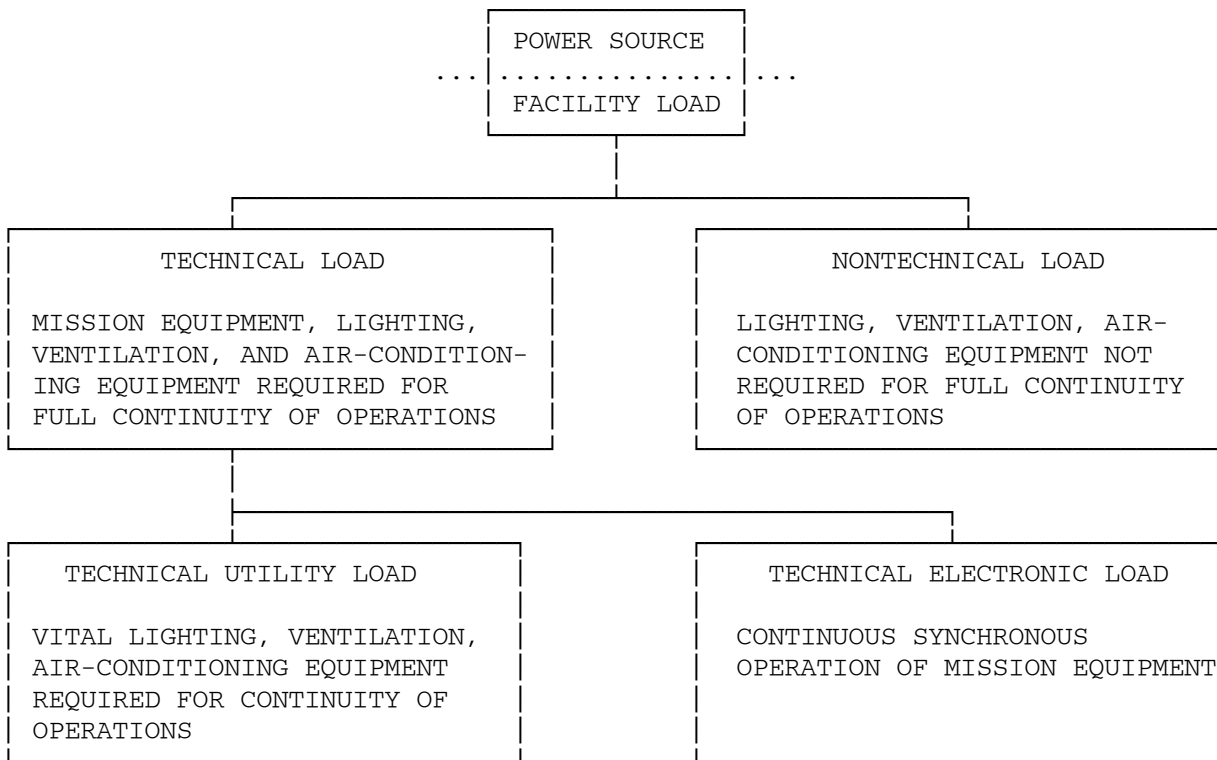 POWER SOURCE
... ............... ...
FACILITY LOAD
TECHNICAL LOAD
MISSION EQUIPMENT, LIGHTING,
VENTILATION, AND AIR-CONDITION-
ING EQUIPMENT REQUIRED FOR
FULL CONTINUITY OF OPERATIONS
NONTECHNICAL LOAD
LIGHTING, VENTILATION, AIR-
CONDITIONING EQUIPMENT NOT
REQUIRED FOR FULL CONTINUITY
OF OPERATIONS
TECHNICAL UTILITY LOAD
VITAL LIGHTING, VENTILATION,
AIR-CONDITIONING EQUIPMENT
REQUIRED FOR CONTINUITY OF
OPERATIONS
TECHNICAL ELECTRONIC LOAD
CONTINUOUS SYNCHRONOUS
OPERATION OF MISSION EQUIPMENT